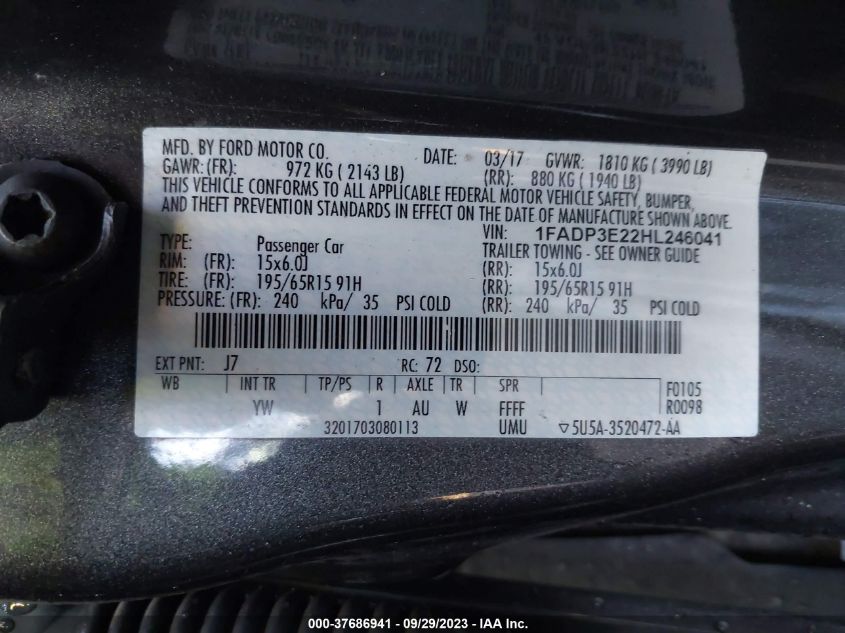 MFD. BY FORD MOTOR CO. DATE: 03/17 GVWR: 1810 KG ( 3990 LB)
GAWR:(FR): 972 KG ( 2143 LB) (RR): 880 KG ( 1940 LB)
THIS VEHICLE CONFORMS TO ALL APPLICABLE FEDERAL MOTOR VEHICLE SAFETY, BUMPER,
AND THEFT PREVENTION STANDARDS IN EFFECT ON THE DATE OF MANUFACTURE SHOWN ABOVE.
VIN: 1FADP3E22HL246041
TYPE: Passenger Car TRAILER TOWING - SEE OWNER GUIDE
RIM: (FR): 15x6.0J (RR): 15x6.0J
TIRE: (FR): 195/65R15 91H (RR): 195/65R15 91H
PRESSURE: (FR): 240 kPa/ 35 PSI COLD (RR): 240 kPa/ 35 PSI COLD
EXT PNT: J7 RC: 72 DSO:
WB INT TR TP/PS R AXLE TR SPR F0105
YW 1 AU W FFFF R0098
3201703080113 UMU ▽5U5A-3520472-AA
000-37686941 - 09/29/2023 - IAA Inc.